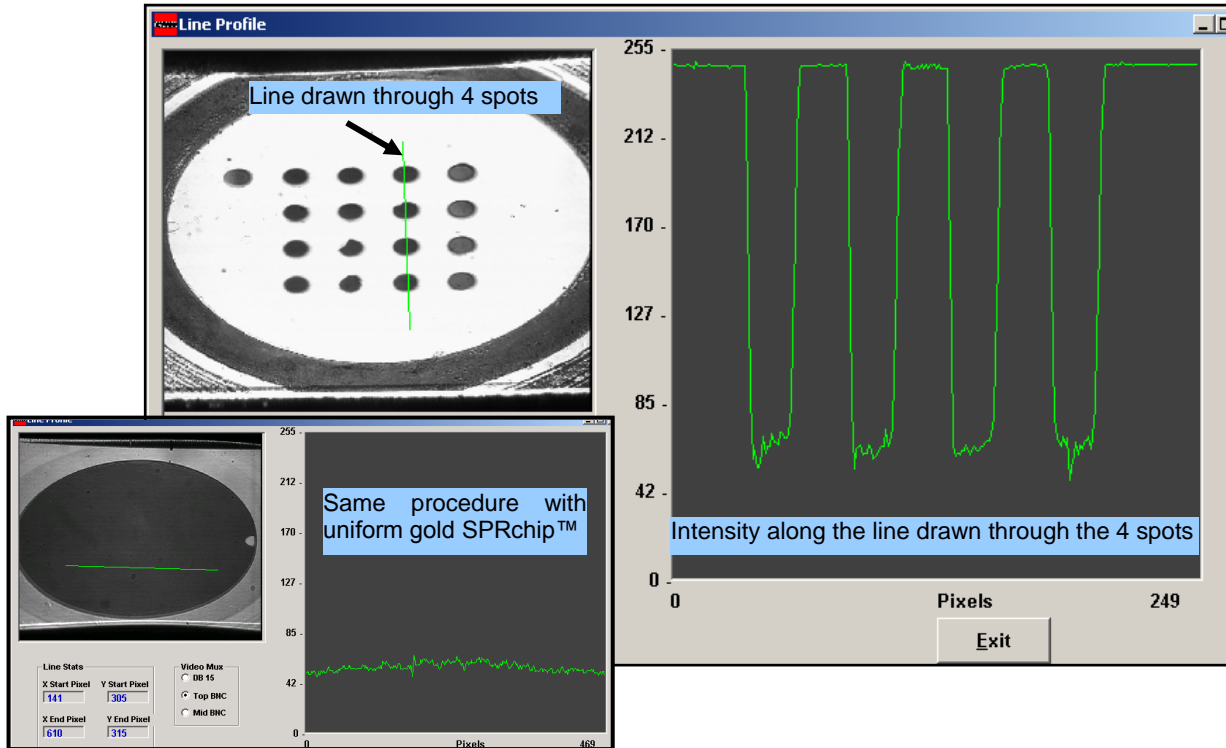 Line Profile
Line drawn through 4 spots
255 -
212 -
170 -
127 -
85 -
42 -
0 -
Intensity along the line drawn through the 4 spots
0 Pixels 249
Exit
Line Profile
255 -
212 -
170 -
127 -
85 -
42 -
0 -
Same procedure with
uniform gold SPRchip™
0 Pixels 469
Line Stats
X Start Pixel Y Start Pixel
141 305
X End Pixel Y End Pixel
610 315
Video Mux
DB 15
Top BNC
Mid BNC